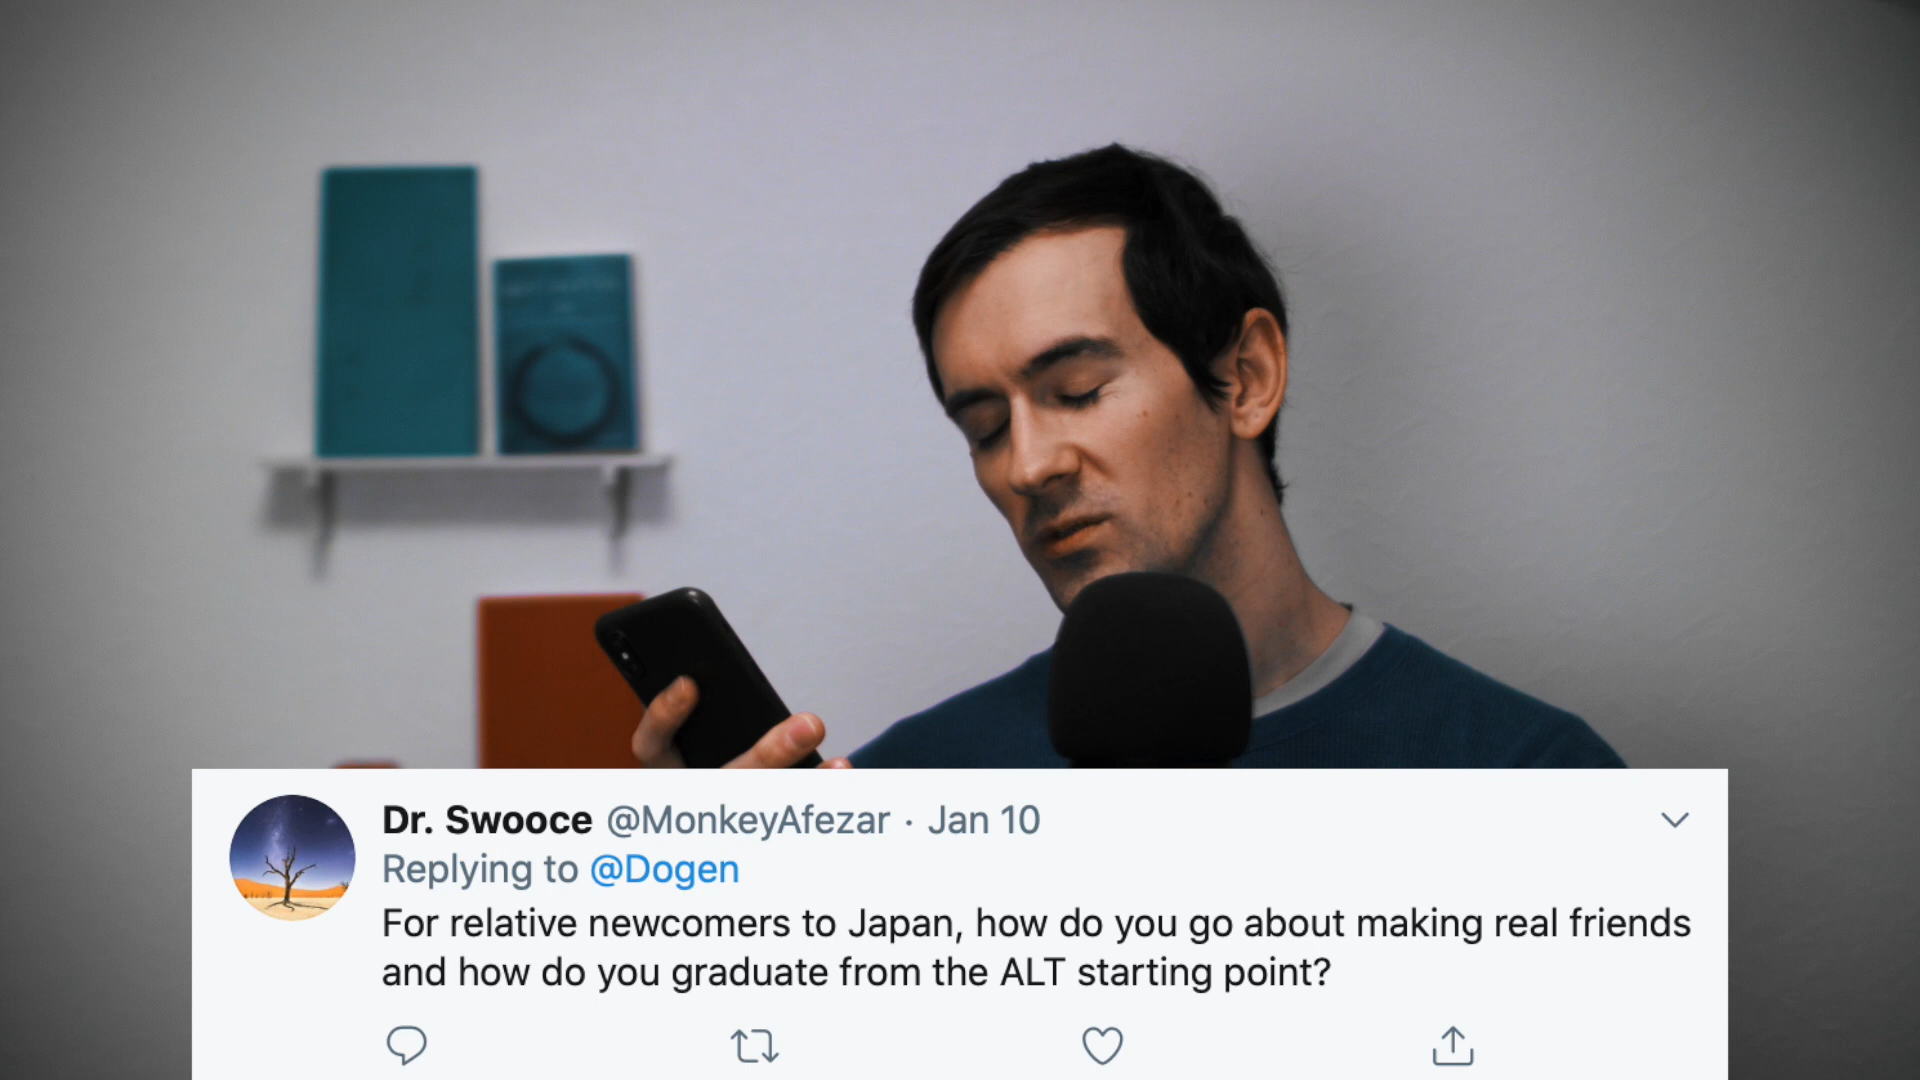 Dr. Swooce @MonkeyAfezar · Jan 10
Replying to @Dogen
For relative newcomers to Japan, how do you go about making real friends
and how do you graduate from the ALT starting point?